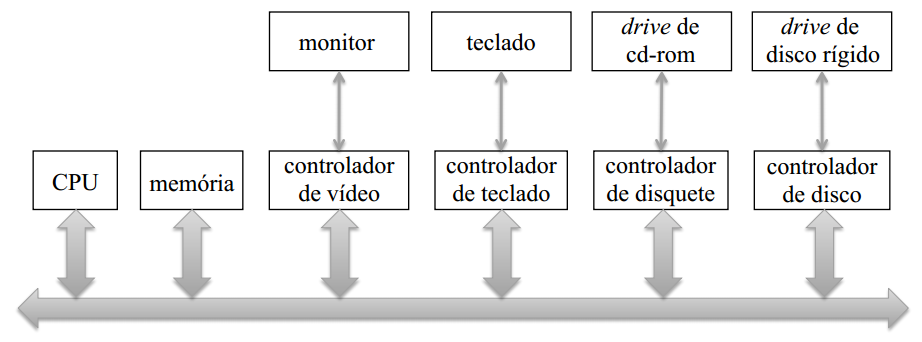 monitor
teclado
drive de
cd-rom
drive de
disco rígido
CPU
memória
controlador
de vídeo
controlador
de teclado
controlador
de disquete
controlador
de disco